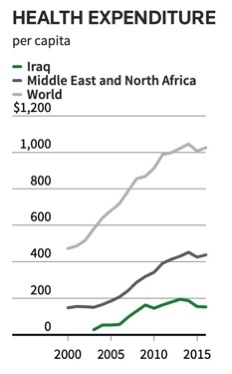 HEALTH EXPENDITURE
per capita
Iraq
Middle East and North Africa
World
$1,200
1,000
800
600
400
200
0
2000 2005 2010 2015